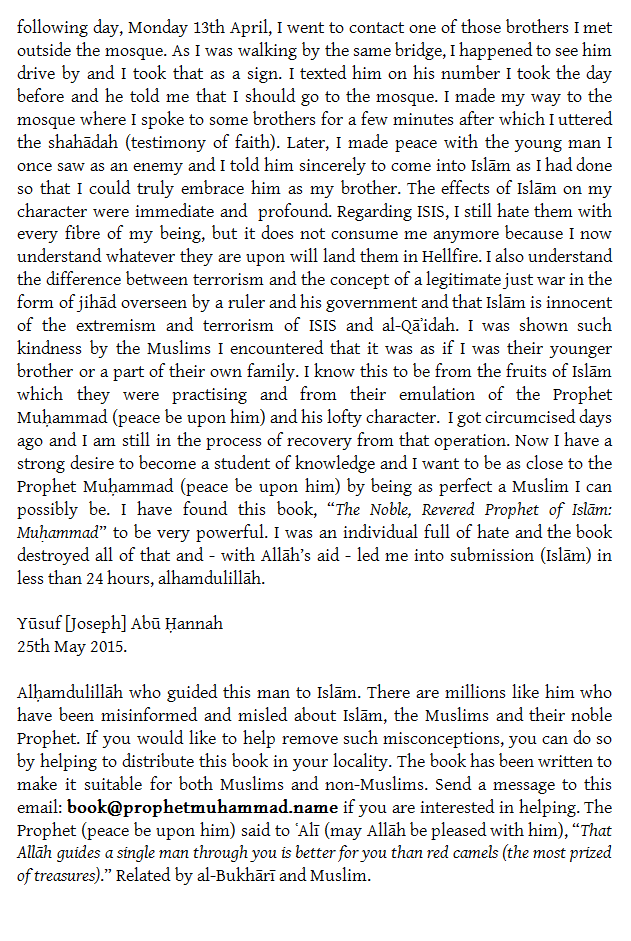 following day, Monday 13th April, I went to contact one of those brothers I met
outside the mosque. As I was walking by the same bridge, I happened to see him
drive by and I took that as a sign. I texted him on his number I took the day
before and he told me that I should go to the mosque. I made my way to the
mosque where I spoke to some brothers for a few minutes after which I uttered
the shahādah (testimony of faith). Later, I made peace with the young man I
once saw as an enemy and I told him sincerely to come into Islām as I had done
so that I could truly embrace him as my brother. The effects of Islām on my
character were immediate and  profound. Regarding ISIS, I still hate them with
every fibre of my being, but it does not consume me anymore because I now
understand whatever they are upon will land them in Hellfire. I also understand
the difference between terrorism and the concept of a legitimate just war in the
form of jihād overseen by a ruler and his government and that Islām is innocent
of the extremism and terrorism of ISIS and al-Qāʾidah. I was shown such
kindness by the Muslims I encountered that it was as if I was their younger
brother or a part of their own family. I know this to be from the fruits of Islām
which they were practising and from their emulation of the Prophet
Muḥammad (peace be upon him) and his lofty character.  I got circumcised days
ago and I am still in the process of recovery from that operation. Now I have a
strong desire to become a student of knowledge and I want to be as close to the
Prophet Muḥammad (peace be upon him) by being as perfect a Muslim I can
possibly be. I have found this book, “The Noble, Revered Prophet of Islām:
Muḥammad” to be very powerful. I was an individual full of hate and the book
destroyed all of that and - with Allāh’s aid - led me into submission (Islām) in
less than 24 hours, alhamdulillāh.

Yūsuf [Joseph] Abū Ḥannah
25th May 2015.

Alḥamdulillāh who guided this man to Islām. There are millions like him who
have been misinformed and misled about Islām, the Muslims and their noble
Prophet. If you would like to help remove such misconceptions, you can do so
by helping to distribute this book in your locality. The book has been written to
make it suitable for both Muslims and non-Muslims. Send a message to this
email: book@prophetmuhammad.name if you are interested in helping. The
Prophet (peace be upon him) said to ʿAlī (may Allāh be pleased with him), “That
Allāh guides a single man through you is better for you than red camels (the most prized
of treasures).” Related by al-Bukhārī and Muslim.